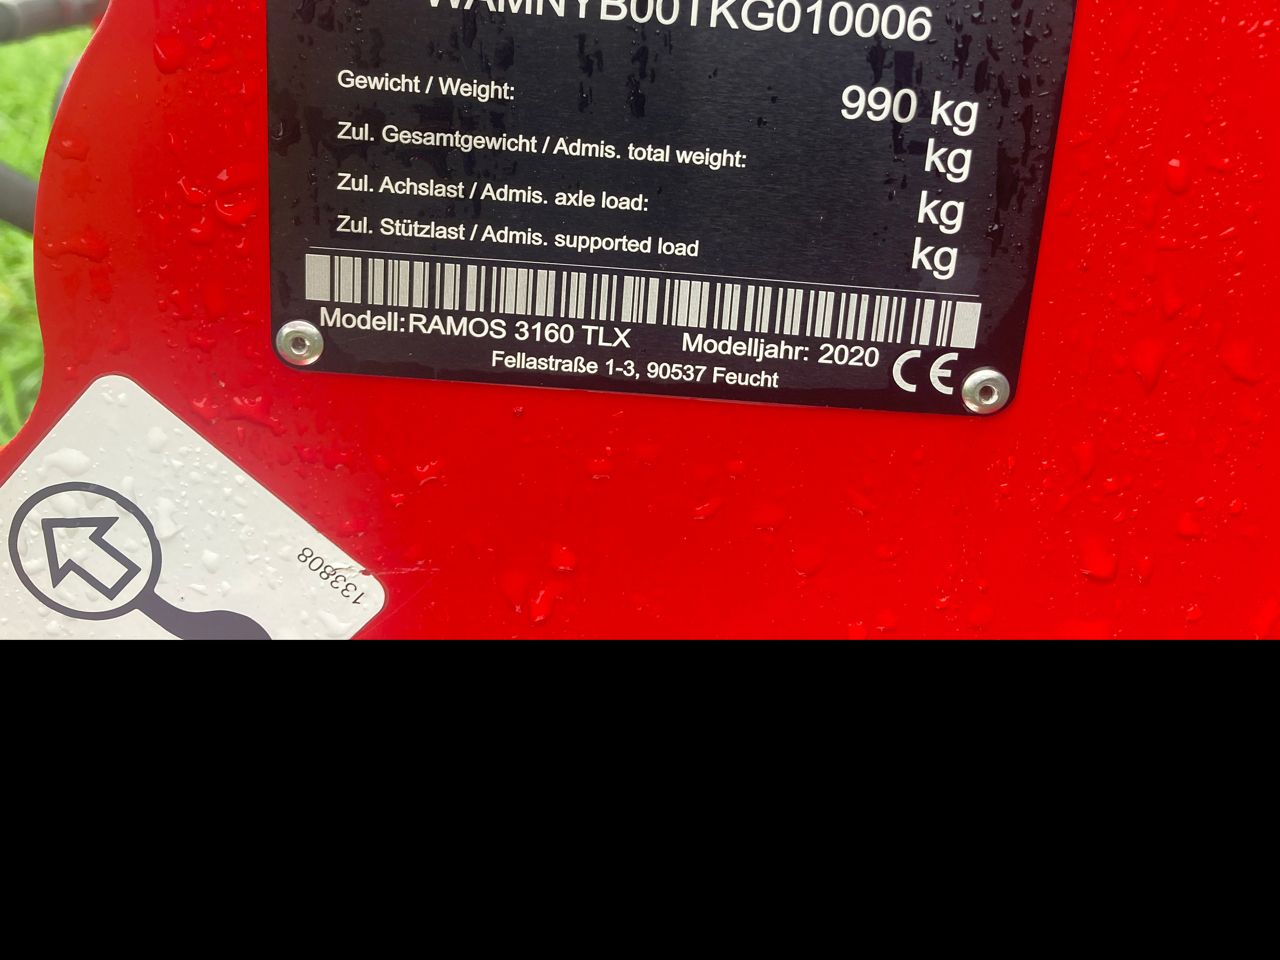 WAMNYB00TKG010006
Gewicht / Weight: 990 kg
Zul. Gesamtgewicht / Admis. total weight: kg
Zul. Achslast / Admis. axle load: kg
Zul. Stützlast / Admis. supported load kg
Modell: RAMOS 3160 TLX Modelljahr: 2020
Fellastraße 1-3, 90537 Feucht CE
133808